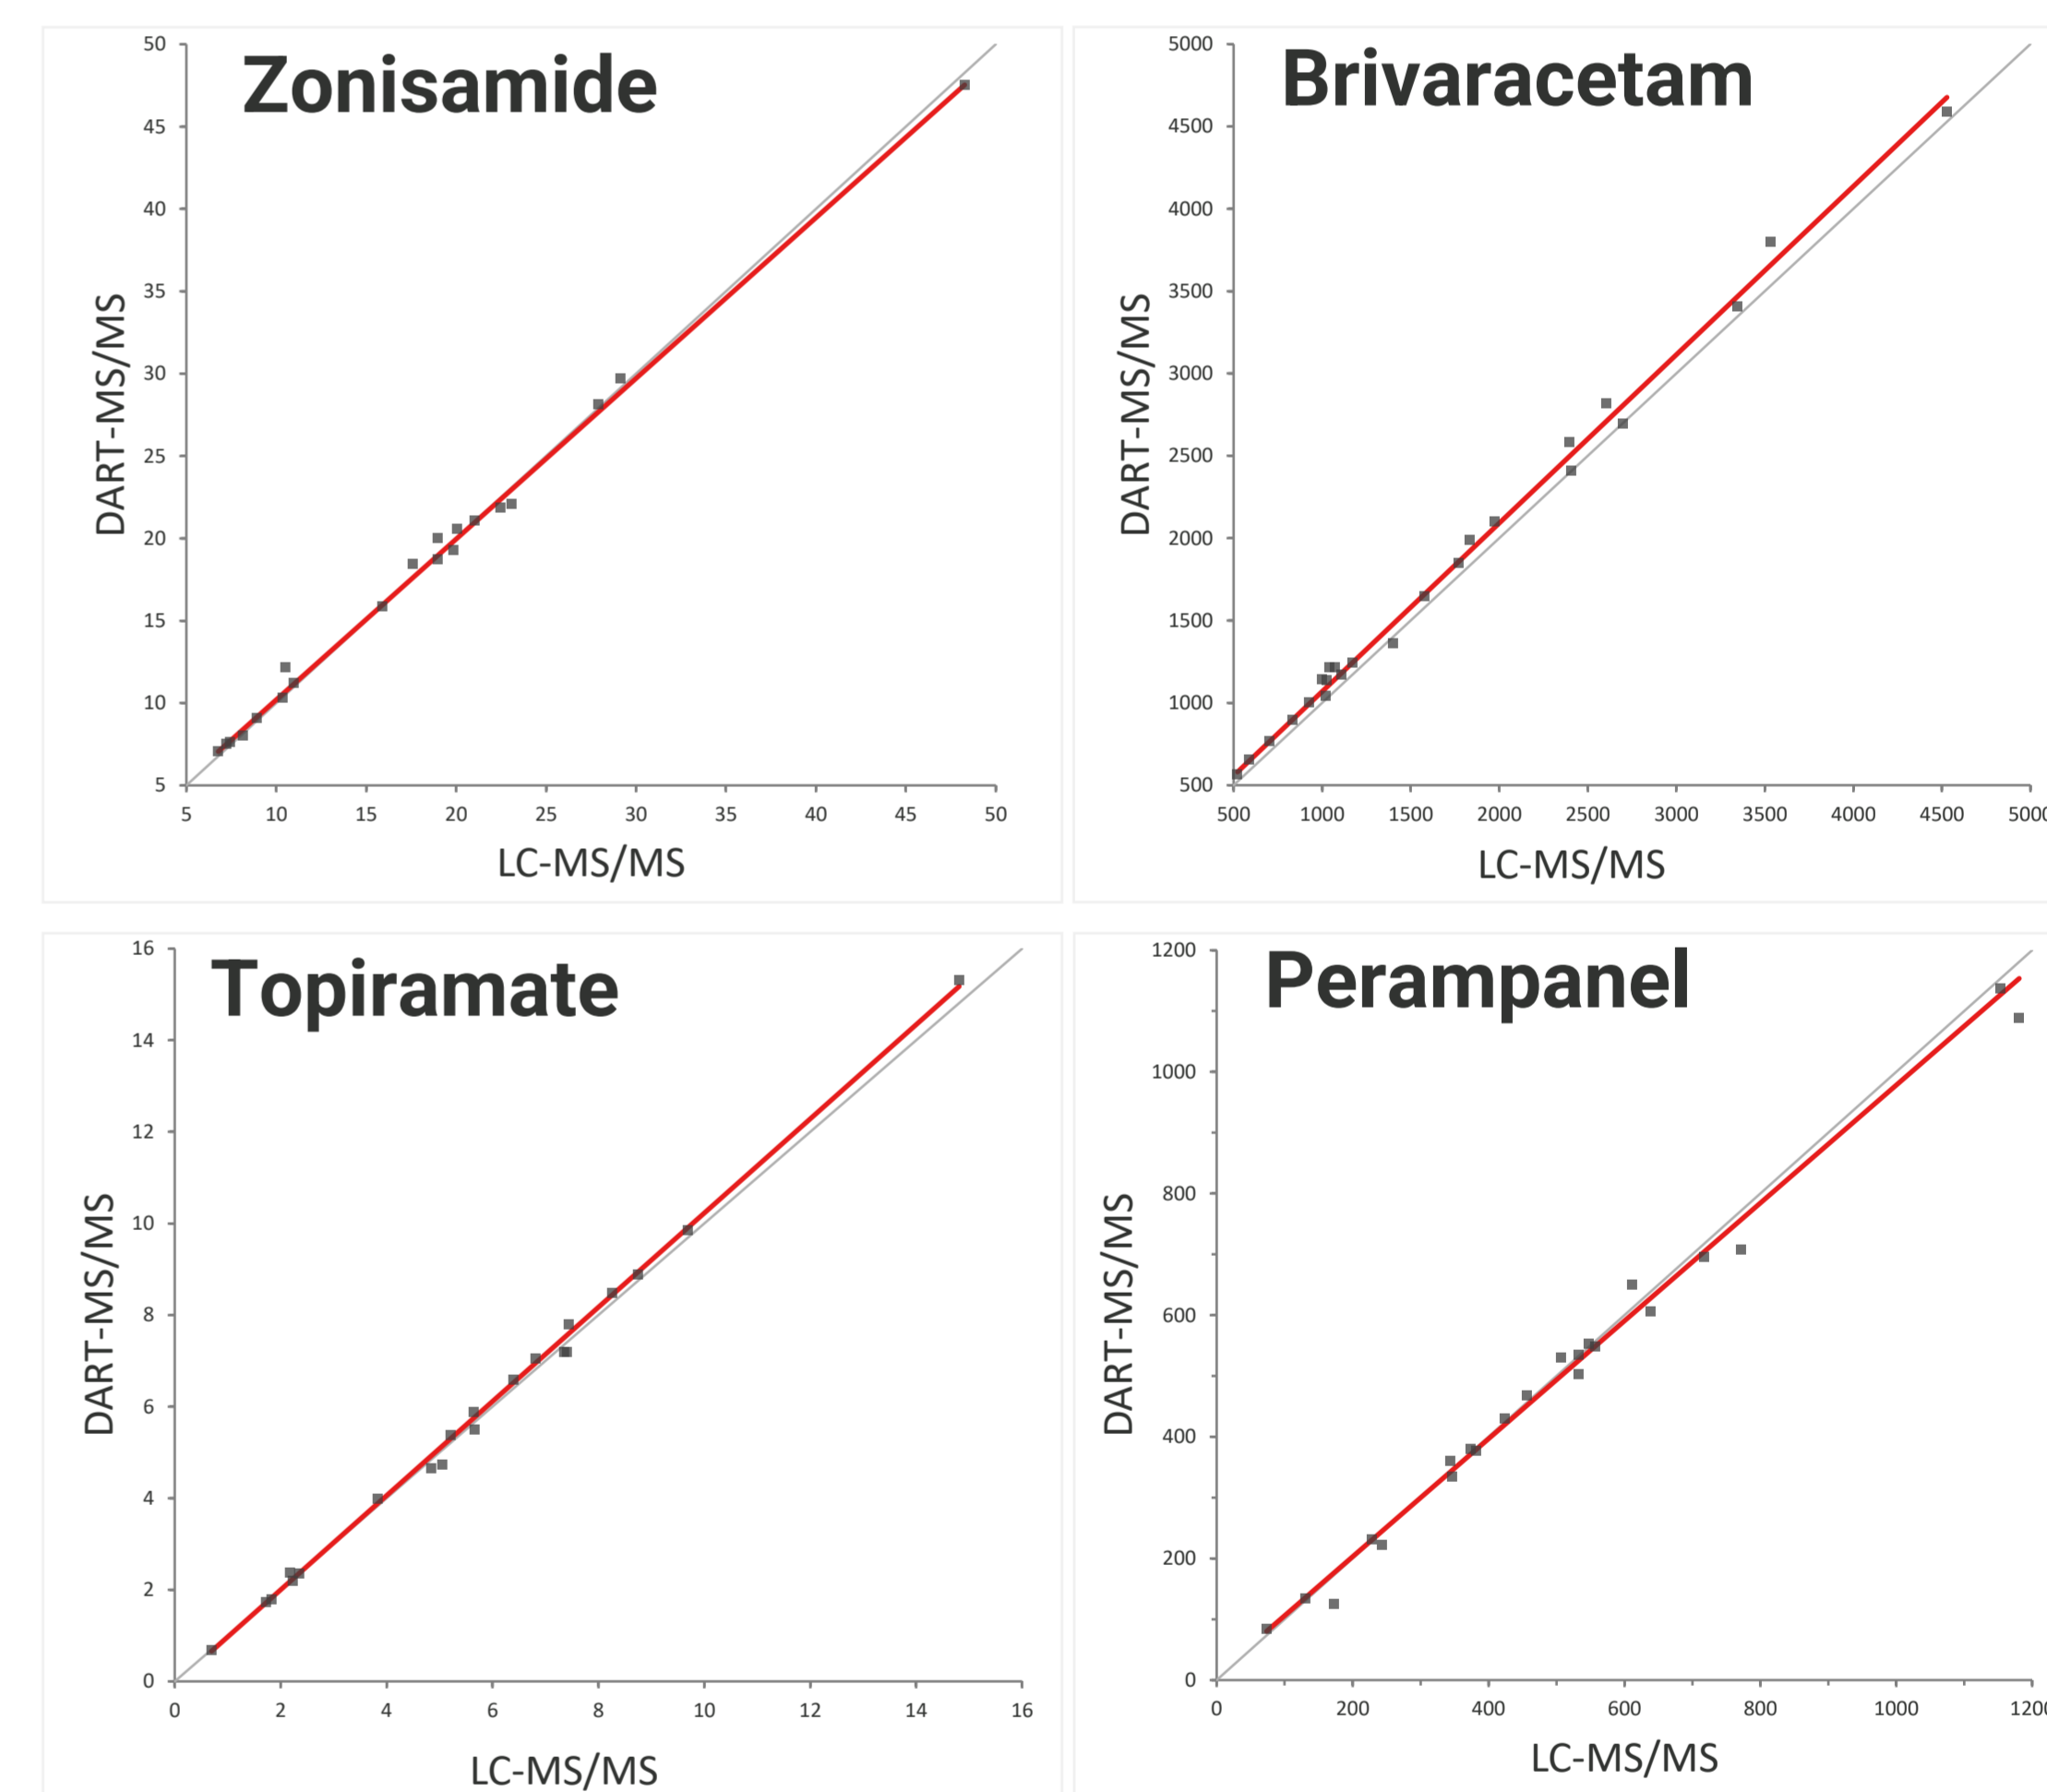 Zonisamide
50
45
40
35
30
25
20
15
10
5
DART-MS/MS
5 10 15 20 25 30 35 40 45 50
LC-MS/MS
Brivaracetam
5000
4500
4000
3500
3000
2500
2000
1500
1000
500
DART-MS/MS
500 1000 1500 2000 2500 3000 3500 4000 4500 5000
LC-MS/MS
Topiramate
16
14
12
10
8
6
4
2
0
DART-MS/MS
0 2 4 6 8 10 12 14 16
LC-MS/MS
Perampanel
1200
1000
800
600
400
200
0
DART-MS/MS
0 200 400 600 800 1000 1200
LC-MS/MS